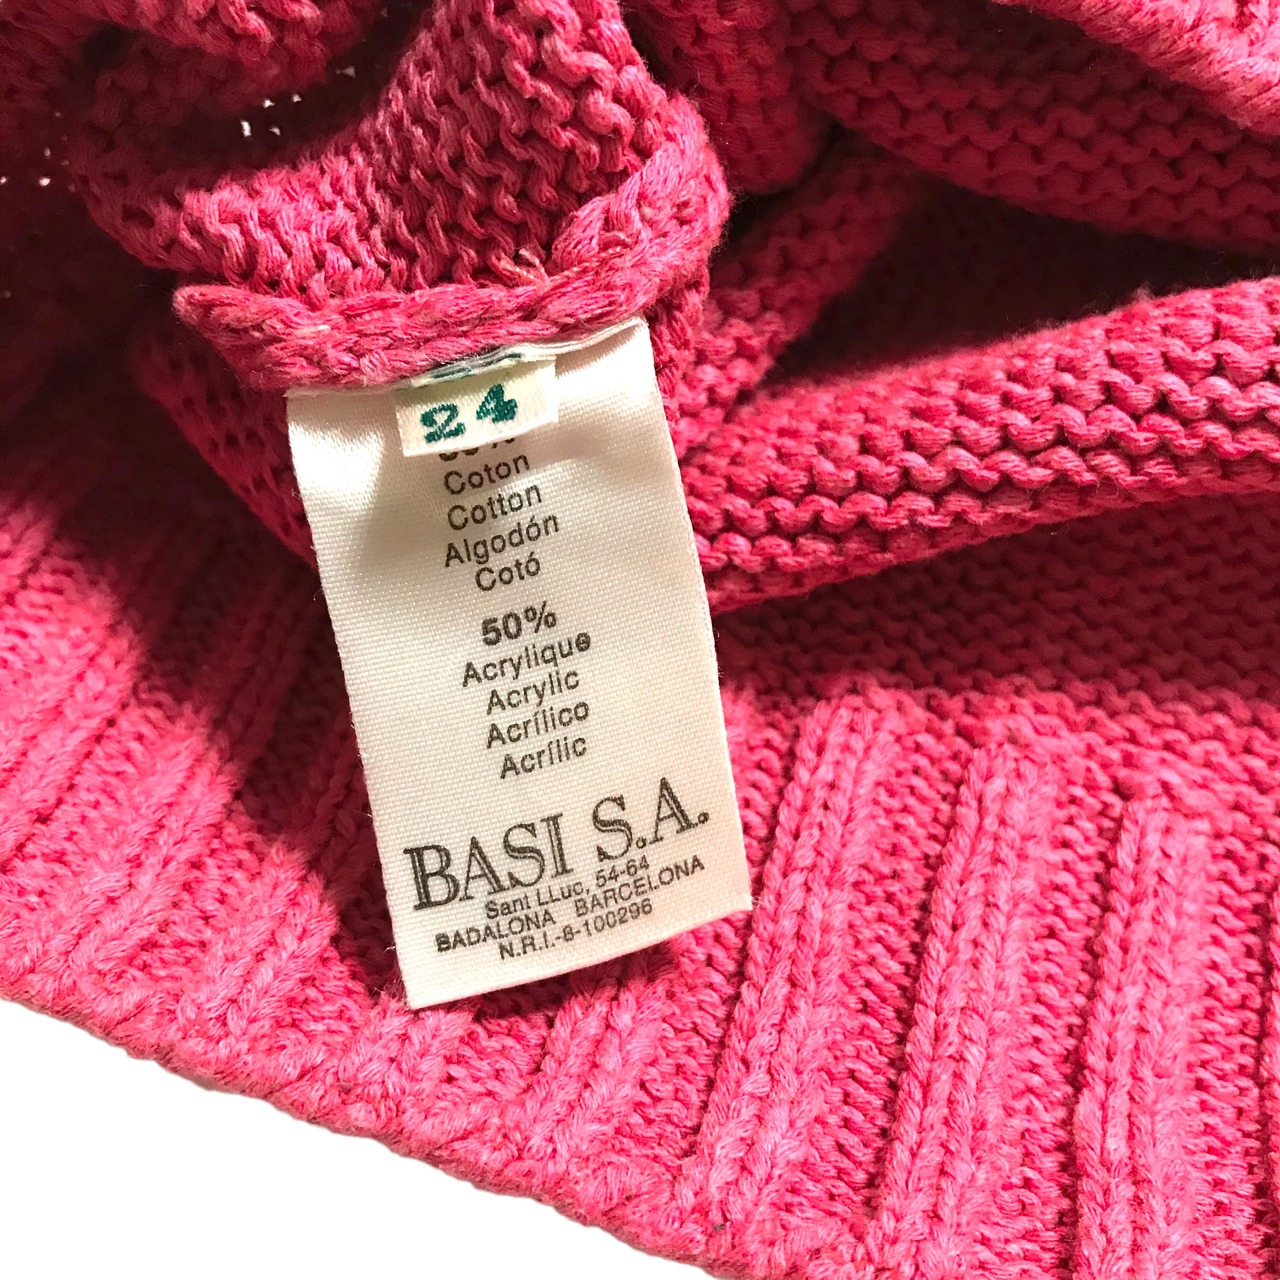 24
Coton
Cotton
Algodón
Cotó
50%
Acrylique
Acrylic
Acrílico
Acrílic
BASI S.A.
Sant LLuc, 54-64
BADALONA BARCELONA
N.R.I.-8-100296